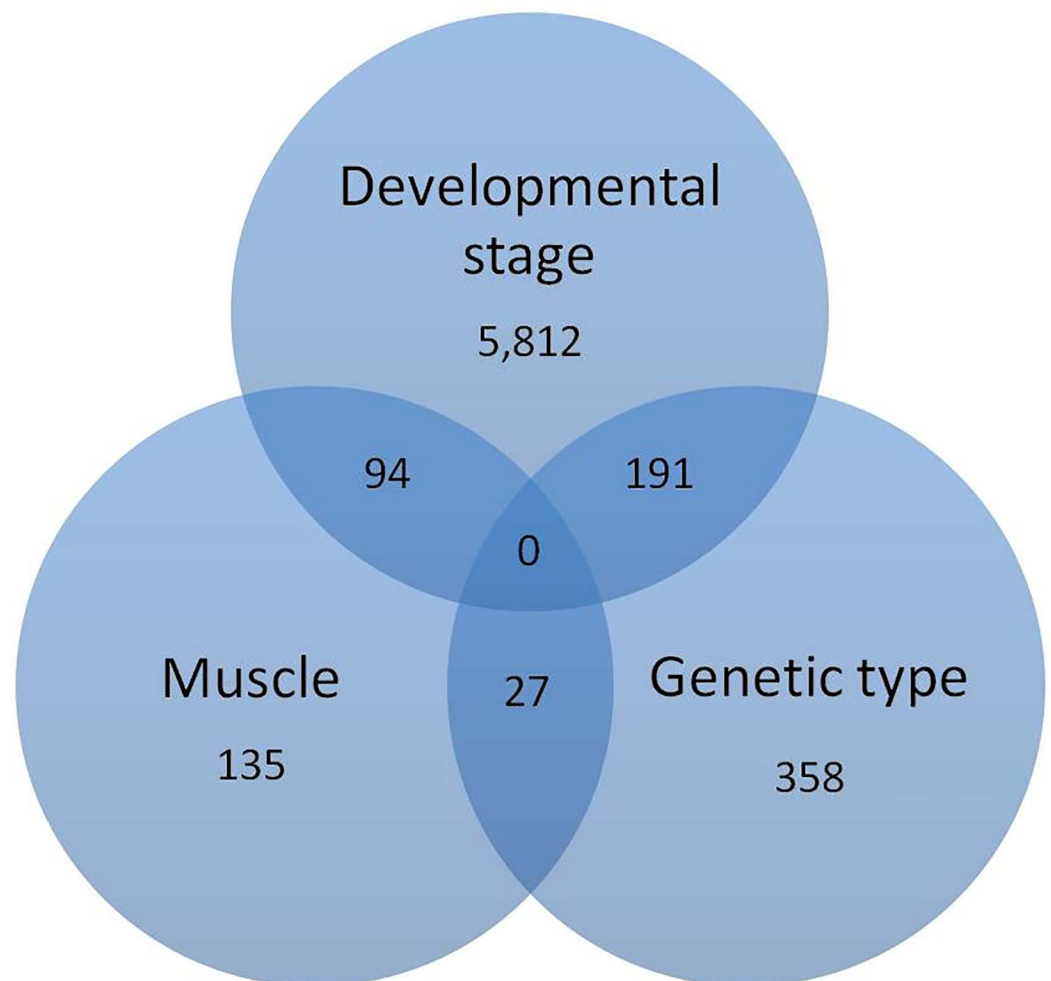 Developmental
stage
5,812
94
191
0
Muscle
135
27
Genetic type
358